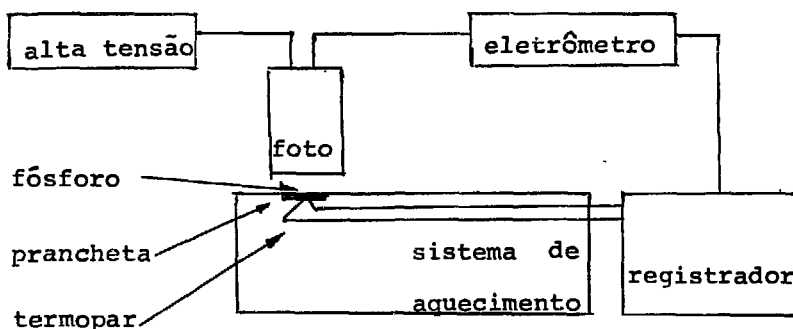 alta tensão
eletrômetro
foto
fósforo
prancheta
sistema de
aquecimento
registrador
termopar